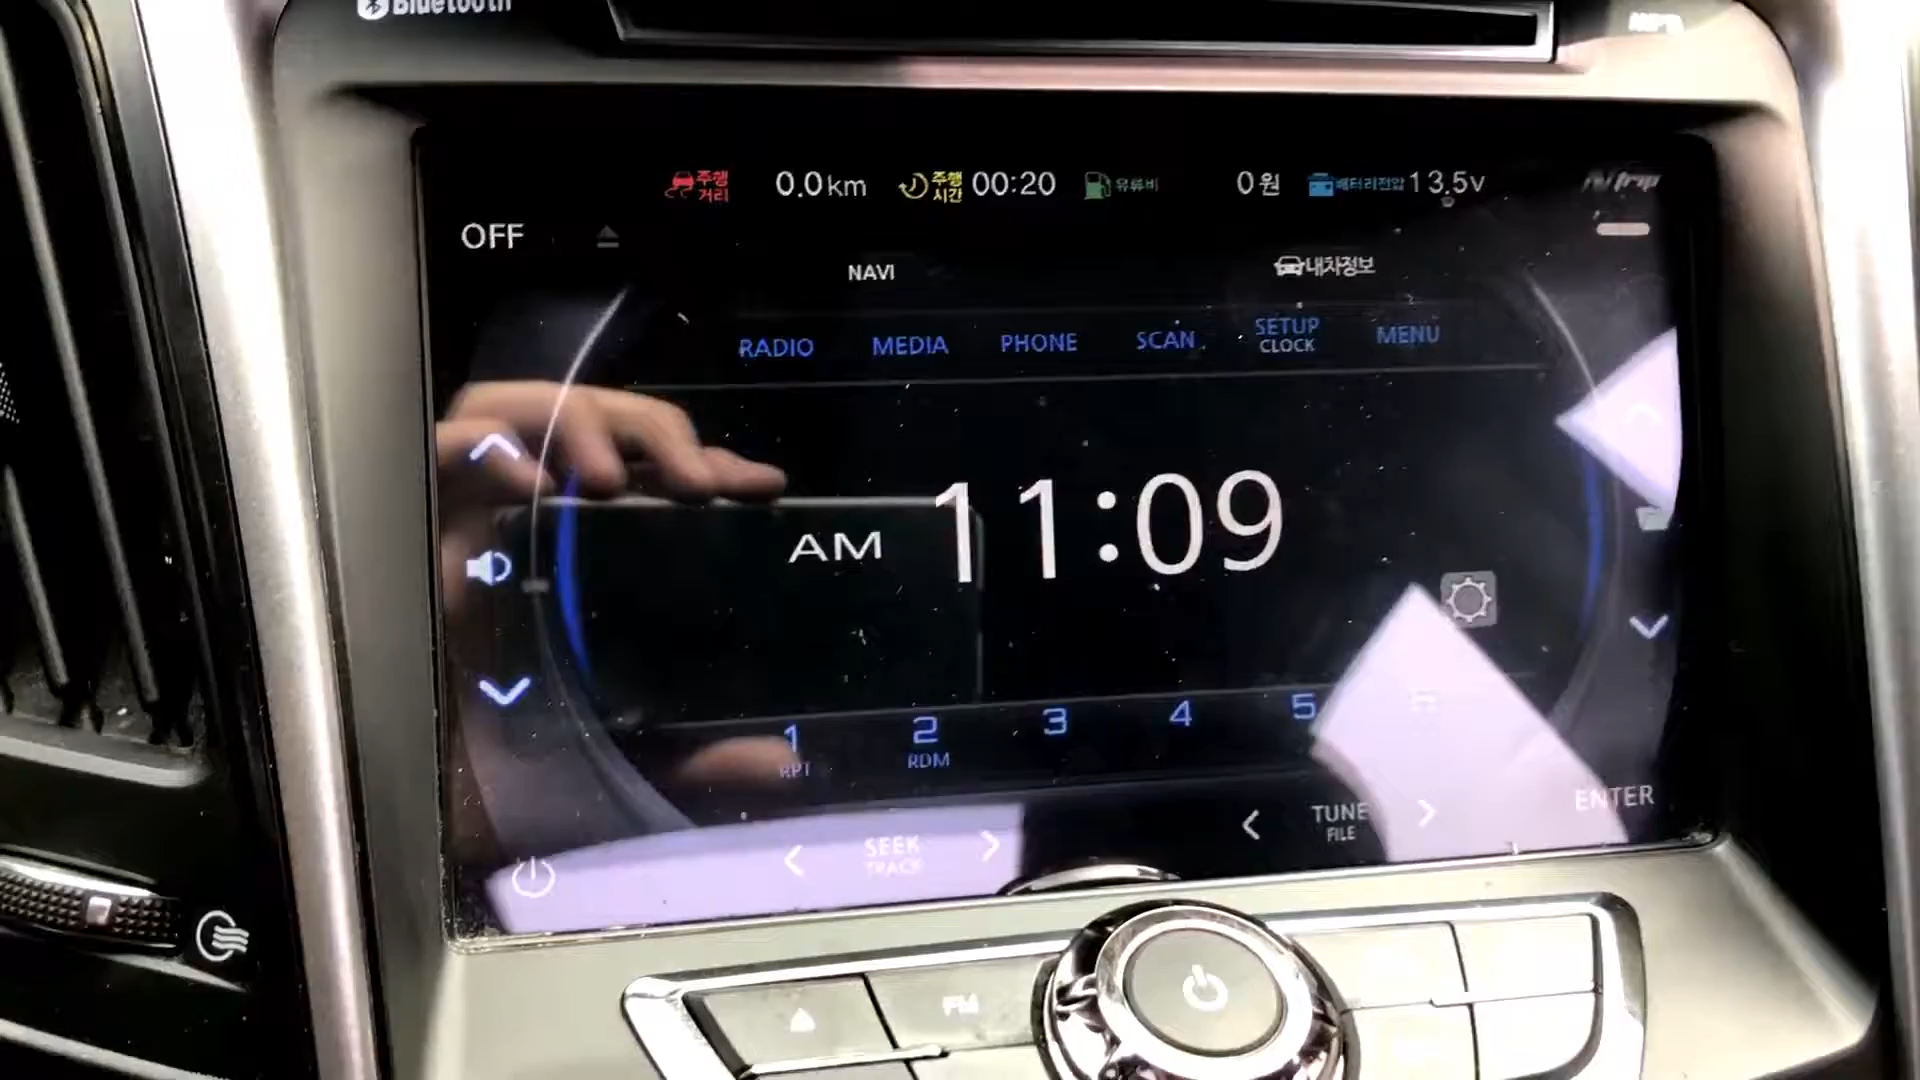 Bluetooth
주행
거리
0.0km
주행
시간
00:20
유류비
0원
배터리전압
13.5v
trip
OFF
NAVI
내차정보
RADIO
MEDIA
PHONE
SCAN
SETUP
CLOCK
MENU
AM 11:09
1
RPT
2
RDM
3
4
5
SEEK
TRACK
TUNE
FILE
ENTER
FM